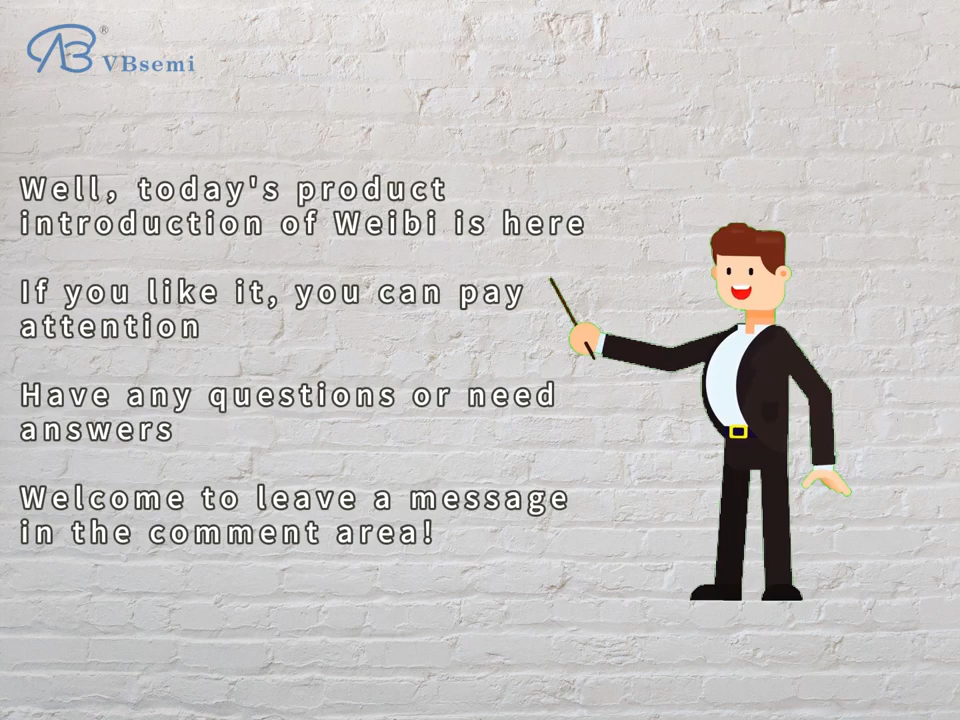 VBsemi
Well, today's product
introduction of Weibi is here
If you like it, you can pay
attention
Have any questions or need
answers
Welcome to leave a message
in the comment area!